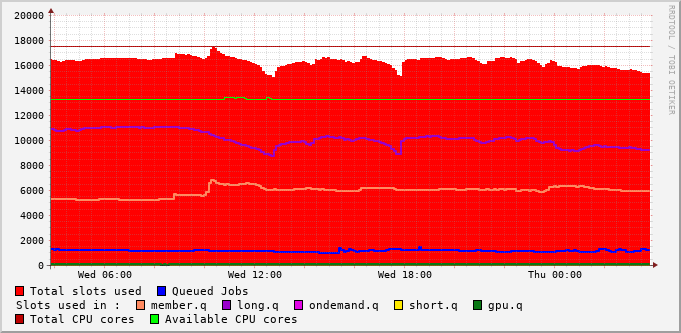 20000
18000
16000
14000
12000
10000
8000
6000
4000
2000
0
Wed 06:00 Wed 12:00 Wed 18:00 Thu 00:00
RRDTOOL / TOBI OETIKER
Total slots used Queued Jobs
Slots used in : member.q long.q ondemand.q short.q gpu.q
Total CPU cores Available CPU cores